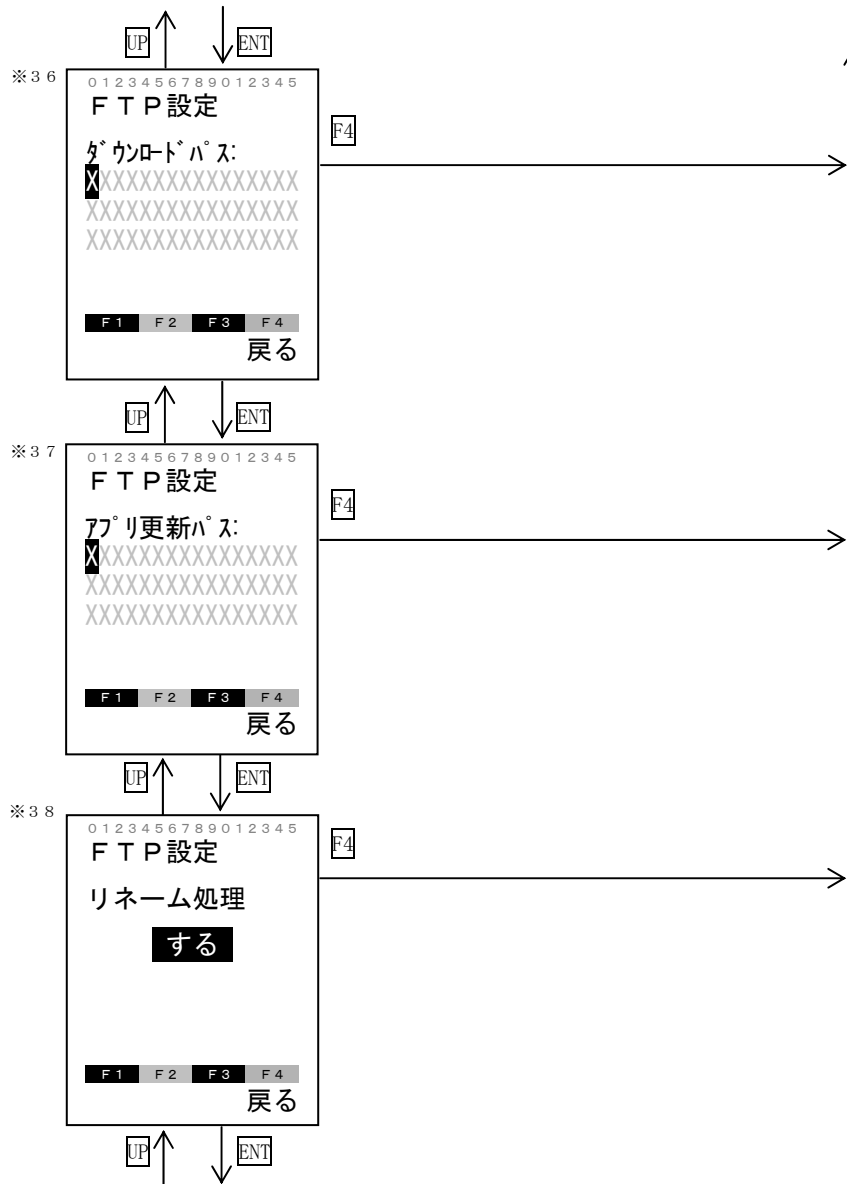 UP ENT
※36
0123456789012345
FTP設定
F4
ﾀﾞｳﾝﾛｰﾄﾞﾊﾟｽ:
XXXXXXXXXXXXXXXX
XXXXXXXXXXXXXXXX
XXXXXXXXXXXXXXXX
F1 F2 F3 F4
戻る
UP ENT
※37
0123456789012345
FTP設定
F4
ｱﾌﾟﾘ更新ﾊﾟｽ:
XXXXXXXXXXXXXXXX
XXXXXXXXXXXXXXXX
XXXXXXXXXXXXXXXX
F1 F2 F3 F4
戻る
UP ENT
※38
0123456789012345
FTP設定
F4
リネーム処理
する
F1 F2 F3 F4
戻る
UP ENT